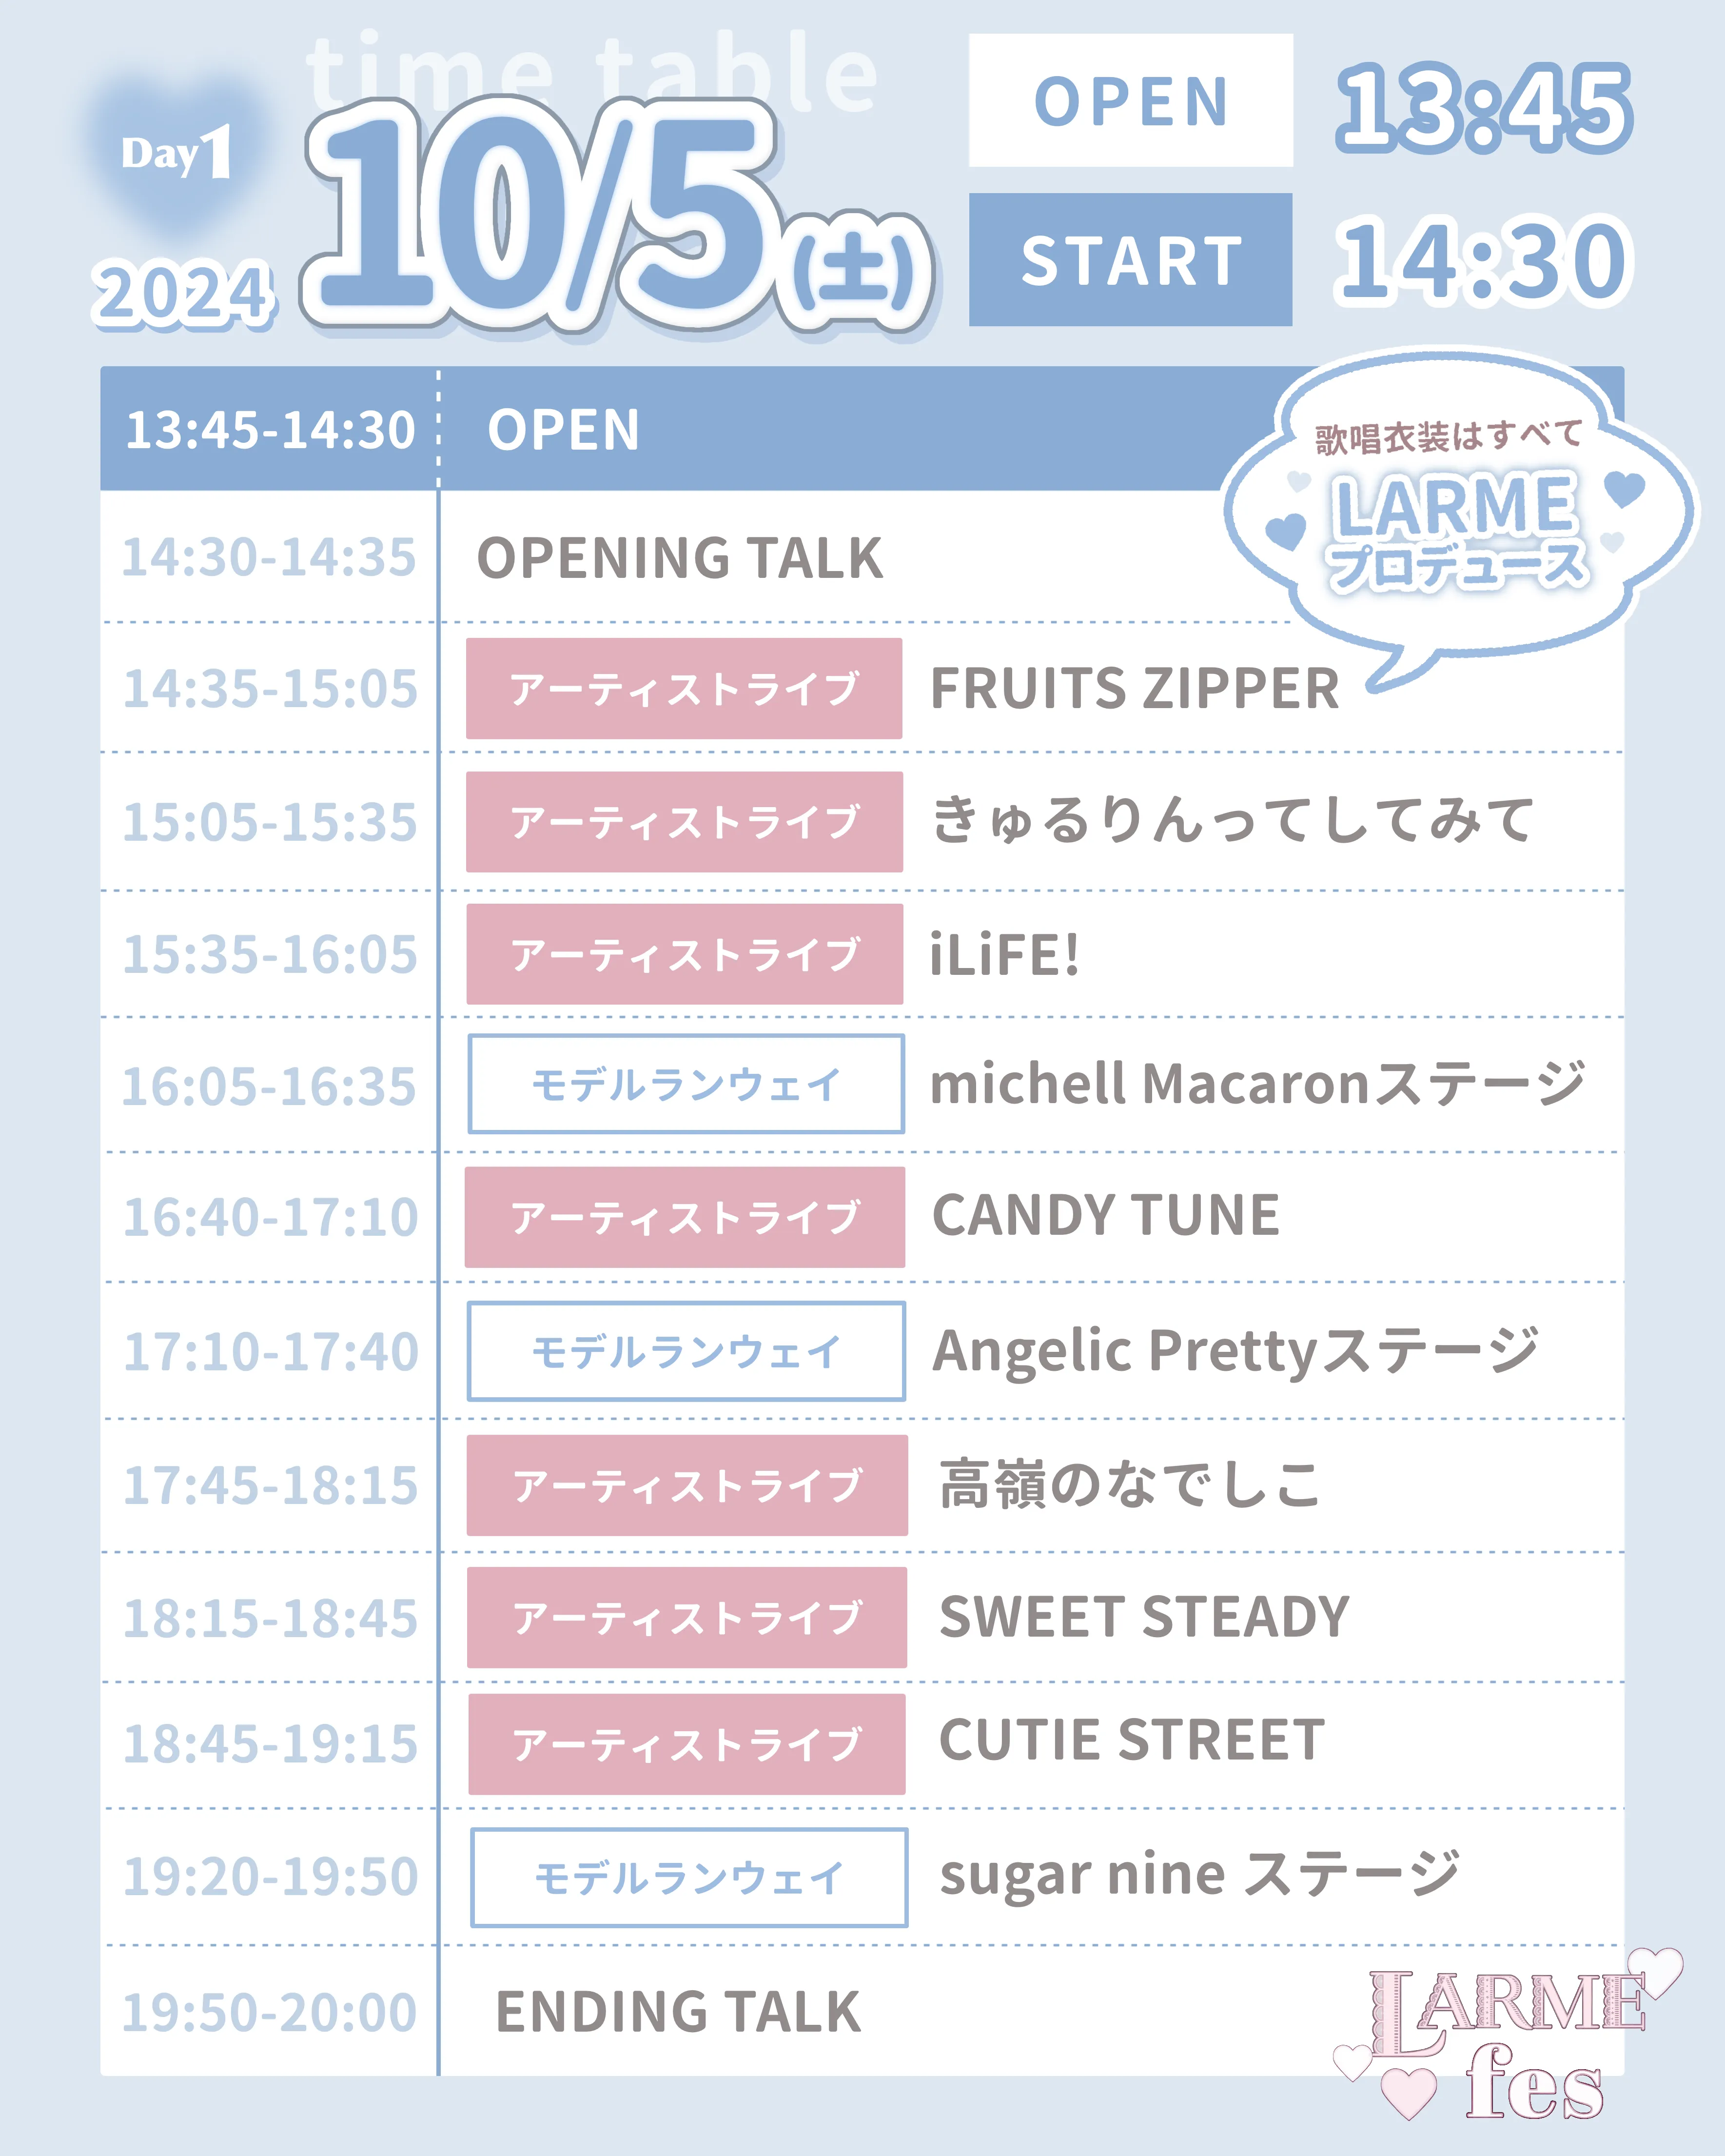 time table
Day1
2024
10/5(土)
OPEN 13:45
START 14:30
13:45-14:30 OPEN
歌唱衣装はすべて
LARME
プロデュース
14:30-14:35 OPENING TALK
14:35-15:05 アーティストライブ FRUITS ZIPPER
15:05-15:35 アーティストライブ きゅるりんってしてみて
15:35-16:05 アーティストライブ iLiFE!
16:05-16:35 モデルランウェイ michell Macaronステージ
16:40-17:10 アーティストライブ CANDY TUNE
17:10-17:40 モデルランウェイ Angelic Prettyステージ
17:45-18:15 アーティストライブ 高嶺のなでしこ
18:15-18:45 アーティストライブ SWEET STEADY
18:45-19:15 アーティストライブ CUTIE STREET
19:20-19:50 モデルランウェイ sugar nine ステージ
19:50-20:00 ENDING TALK
LARME
fes